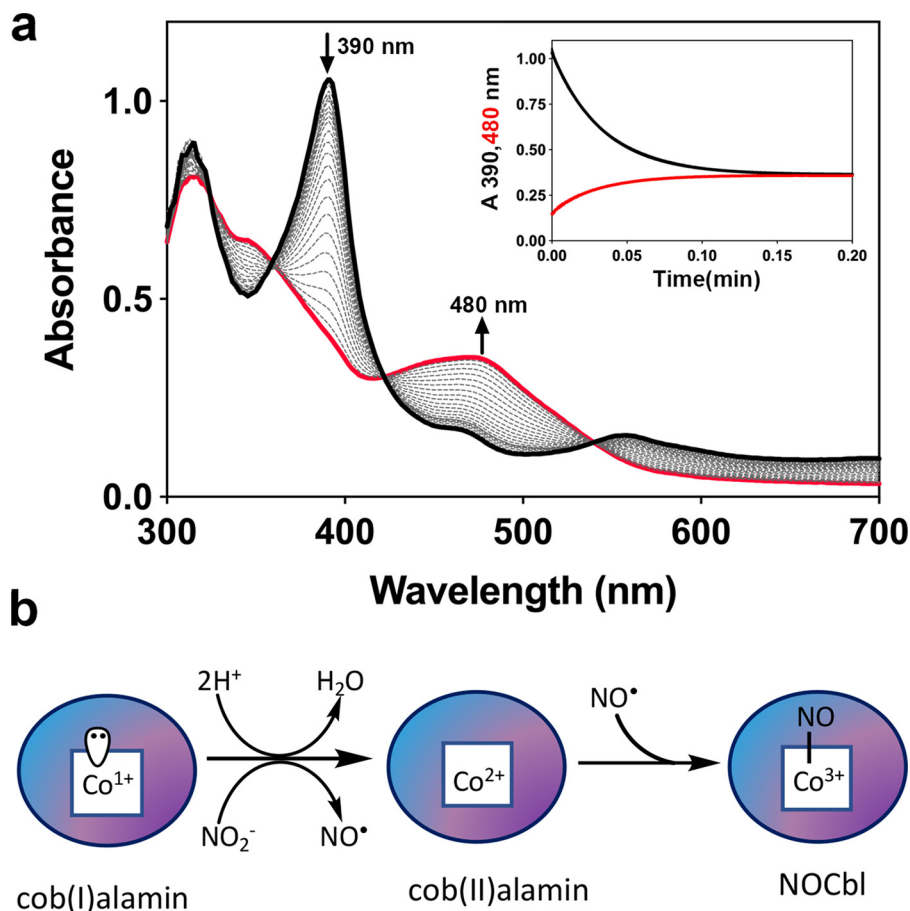 a
390 nm
1.0
0.5
0.0
Absorbance
480 nm
300 400 500 600 700
Wavelength (nm)
A 390,480 nm
1.00
0.75
0.50
0.25
0.00
0.00 0.05 0.10 0.15 0.20
Time(min)
b
2H⁺ H₂O
NO₂⁻ NO•
Co¹⁺
cob(I)alamin
Co²⁺
cob(II)alamin
NO•
NO
Co³⁺
NOCbl